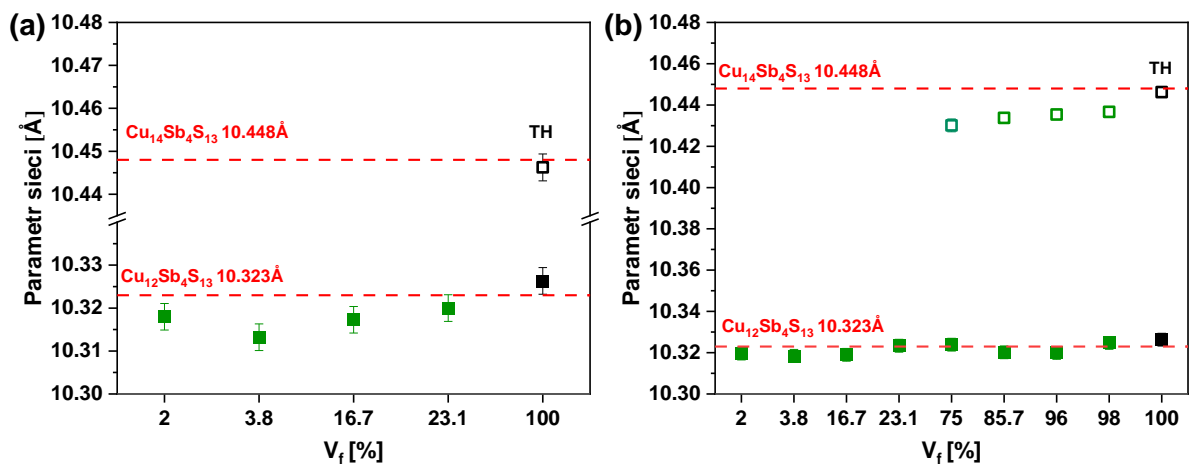 (a)
Parametr sieci [Å]
10.48
10.47
10.46
10.45
10.44
10.33
10.32
10.31
10.30
Cu₁₄Sb₄S₁₃ 10.448Å
TH
Cu₁₂Sb₄S₁₃ 10.323Å
2 3.8 16.7 23.1 100
V_f [%]
(b)
Parametr sieci [Å]
10.48
10.46
10.44
10.42
10.40
10.38
10.36
10.34
10.32
10.30
Cu₁₄Sb₄S₁₃ 10.448Å
TH
Cu₁₂Sb₄S₁₃ 10.323Å
2 3.8 16.7 23.1 75 85.7 96 98 100
V_f [%]